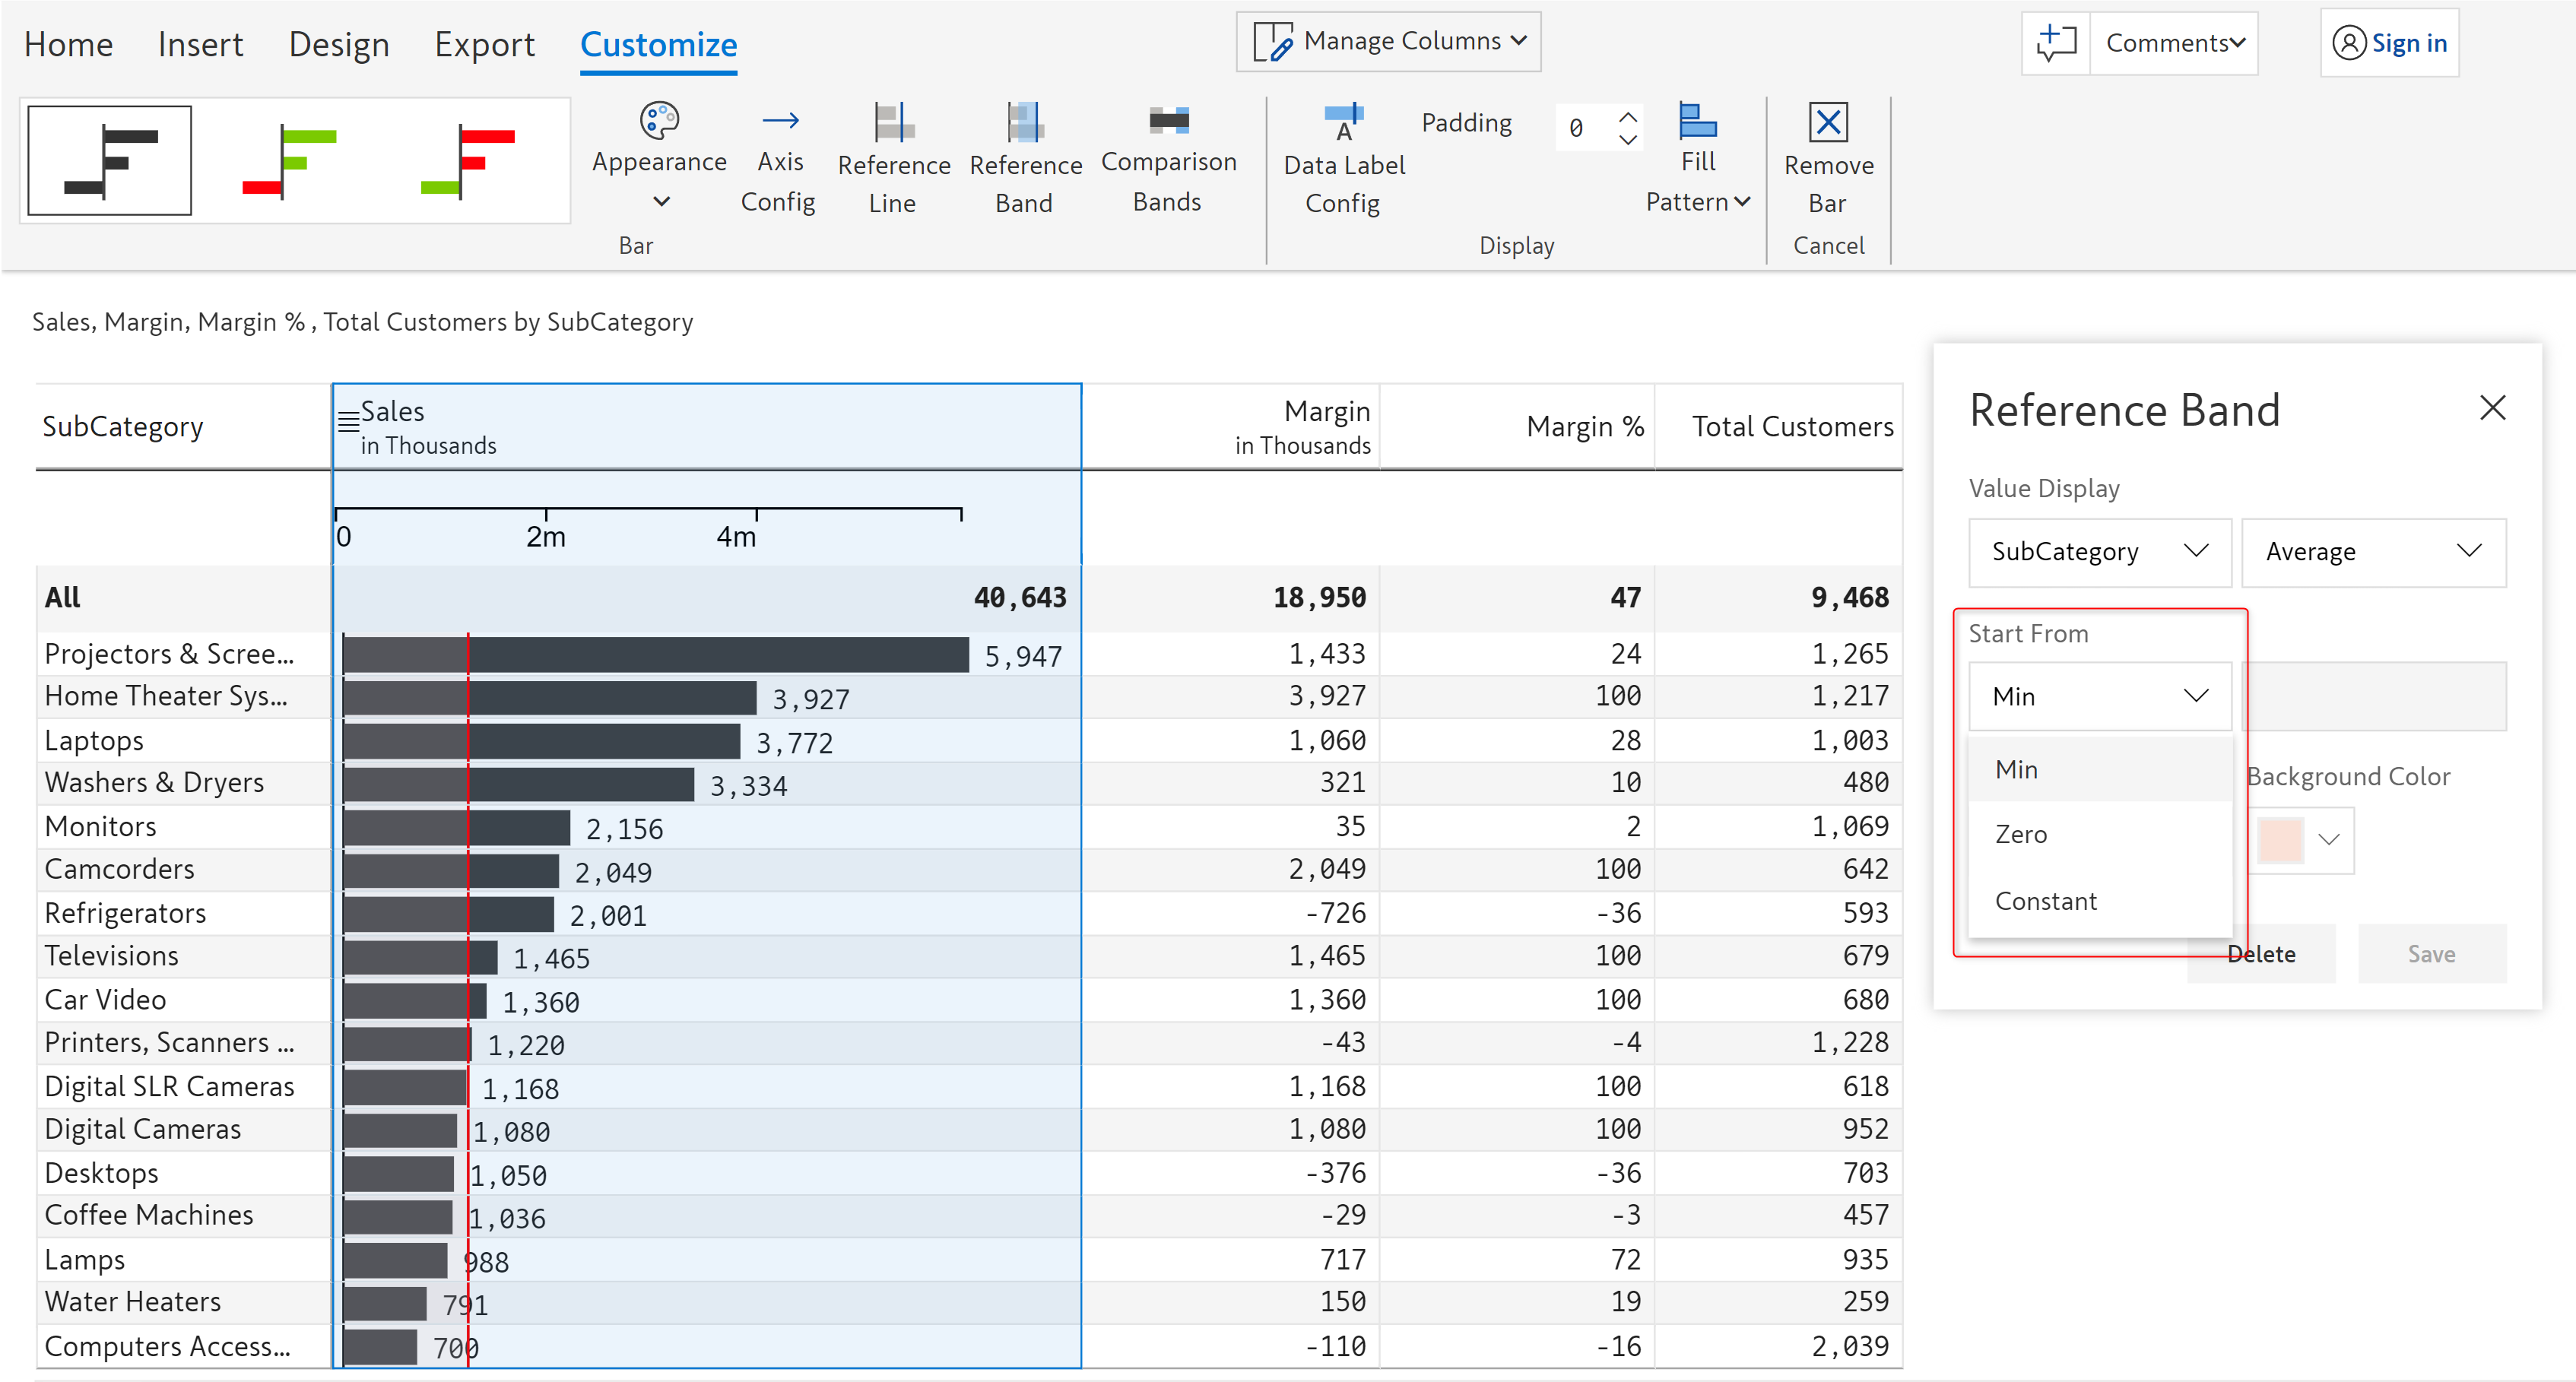 Home Insert Design Export Customize Manage Columns Comments Sign in
Appearance Axis Config Reference Line Reference Band Comparison Bands
Bar
A Data Label Config Padding 0 Fill Pattern
Display
Remove Bar
Cancel
Sales, Margin, Margin % , Total Customers by SubCategory
SubCategory Sales in Thousands Margin in Thousands Margin % Total Customers
0 2m 4m
All 40,643 18,950 47 9,468
Projectors & Scree... 5,947 1,433 24 1,265
Home Theater Sys... 3,927 3,927 100 1,217
Laptops 3,772 1,060 28 1,003
Washers & Dryers 3,334 321 10 480
Monitors 2,156 35 2 1,069
Camcorders 2,049 2,049 100 642
Refrigerators 2,001 -726 -36 593
Televisions 1,465 1,465 100 679
Car Video 1,360 1,360 100 680
Printers, Scanners ... 1,220 -43 -4 1,228
Digital SLR Cameras 1,168 1,168 100 618
Digital Cameras 1,080 1,080 100 952
Desktops 1,050 -376 -36 703
Coffee Machines 1,036 -29 -3 457
Lamps 988 717 72 935
Water Heaters 791 150 19 259
Computers Access... 700 -110 -16 2,039
Reference Band
Value Display
SubCategory Average
Start From
Min
Min
Background Color
Zero
Constant
Delete Save